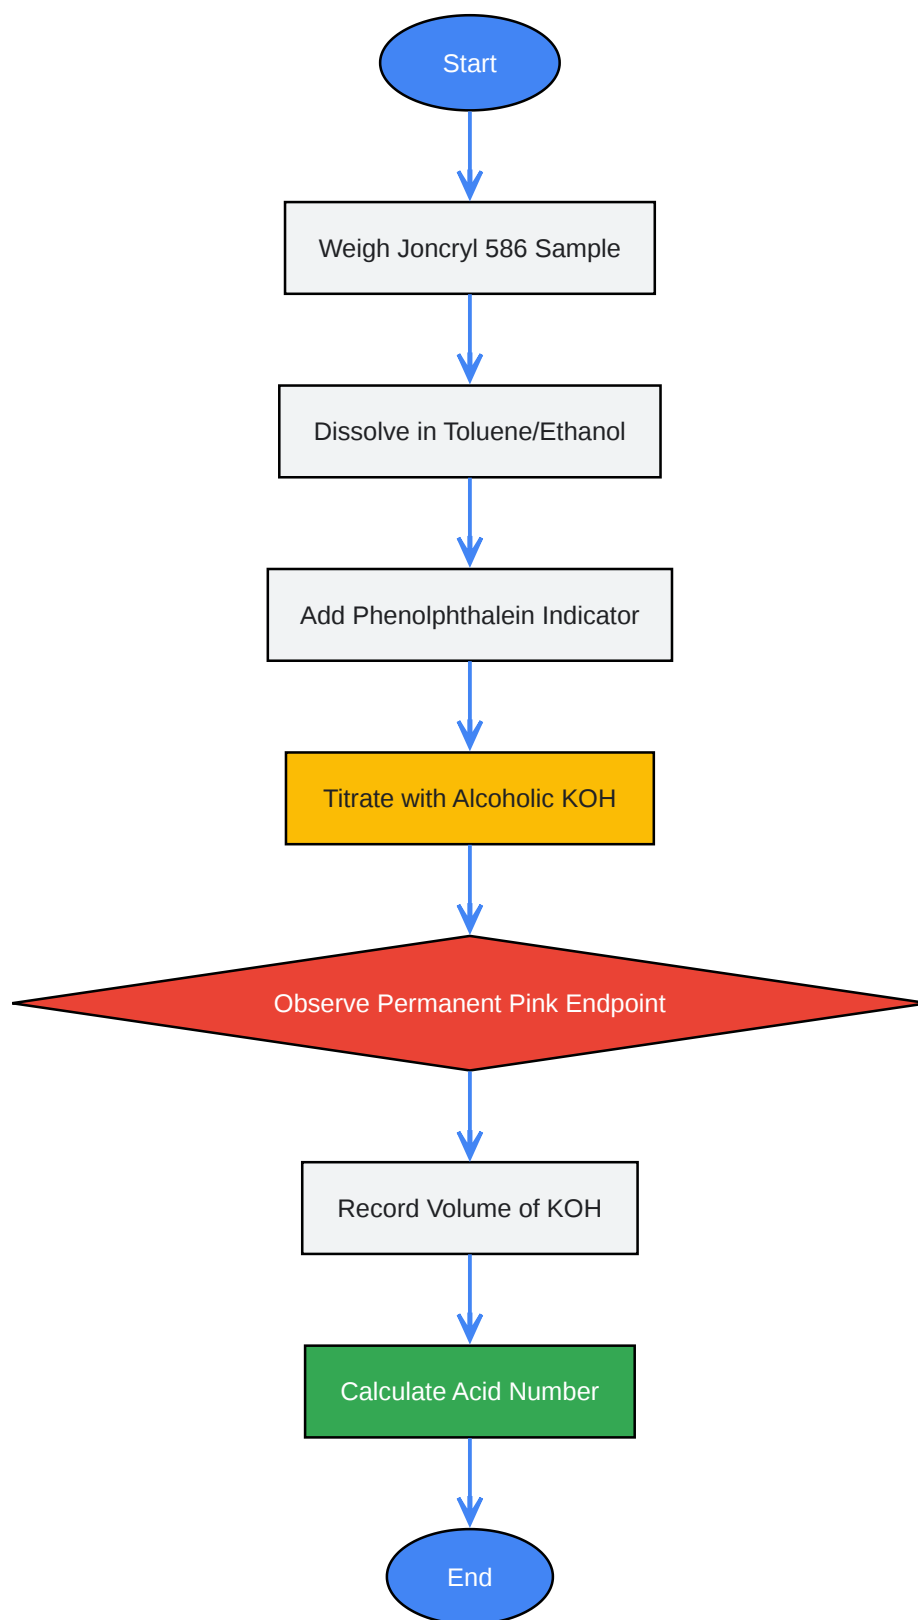 Start
Weigh Joncryl 586 Sample
Dissolve in Toluene/Ethanol
Add Phenolphthalein Indicator
Titrate with Alcoholic KOH
Observe Permanent Pink Endpoint
Record Volume of KOH
Calculate Acid Number
End